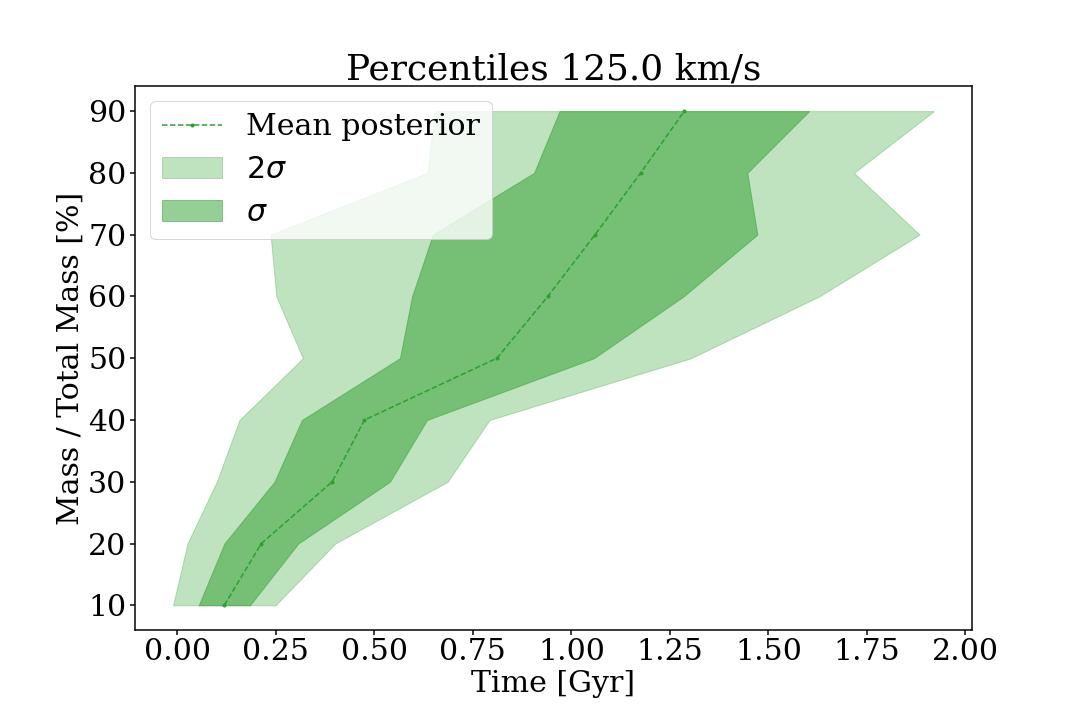 Percentiles 125.0 km/s
Mean posterior
2σ
σ
Mass / Total Mass [%]
90
80
70
60
50
40
30
20
10
0.00 0.25 0.50 0.75 1.00 1.25 1.50 1.75 2.00
Time [Gyr]